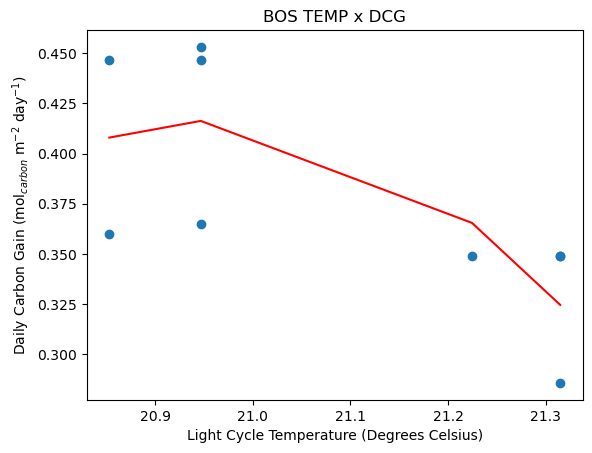 BOS TEMP x DCG
Daily Carbon Gain (mol_carbon m⁻² day⁻¹)
0.450
0.425
0.400
0.375
0.350
0.325
0.300
20.9 21.0 21.1 21.2 21.3
Light Cycle Temperature (Degrees Celsius)